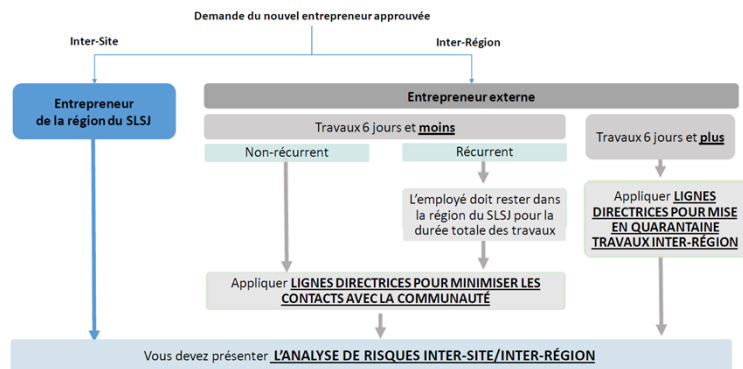 Demande du nouvel entrepreneur approuvée
Inter-Site
Inter-Région
Entrepreneur
de la région du SLSJ
Entrepreneur externe
Travaux 6 jours et moins
Travaux 6 jours et plus
Non-récurrent
Récurrent
L'employé doit rester dans
la région du SLSJ pour la
durée totale des travaux
Appliquer LIGNES
DIRECTRICES POUR MISE
EN QUARANTAINE
TRAVAUX INTER-RÉGION
Appliquer LIGNES DIRECTRICES POUR MINIMISER LES
CONTACTS AVEC LA COMMUNAUTÉ
Vous devez présenter L'ANALYSE DE RISQUES INTER-SITE/INTER-RÉGION